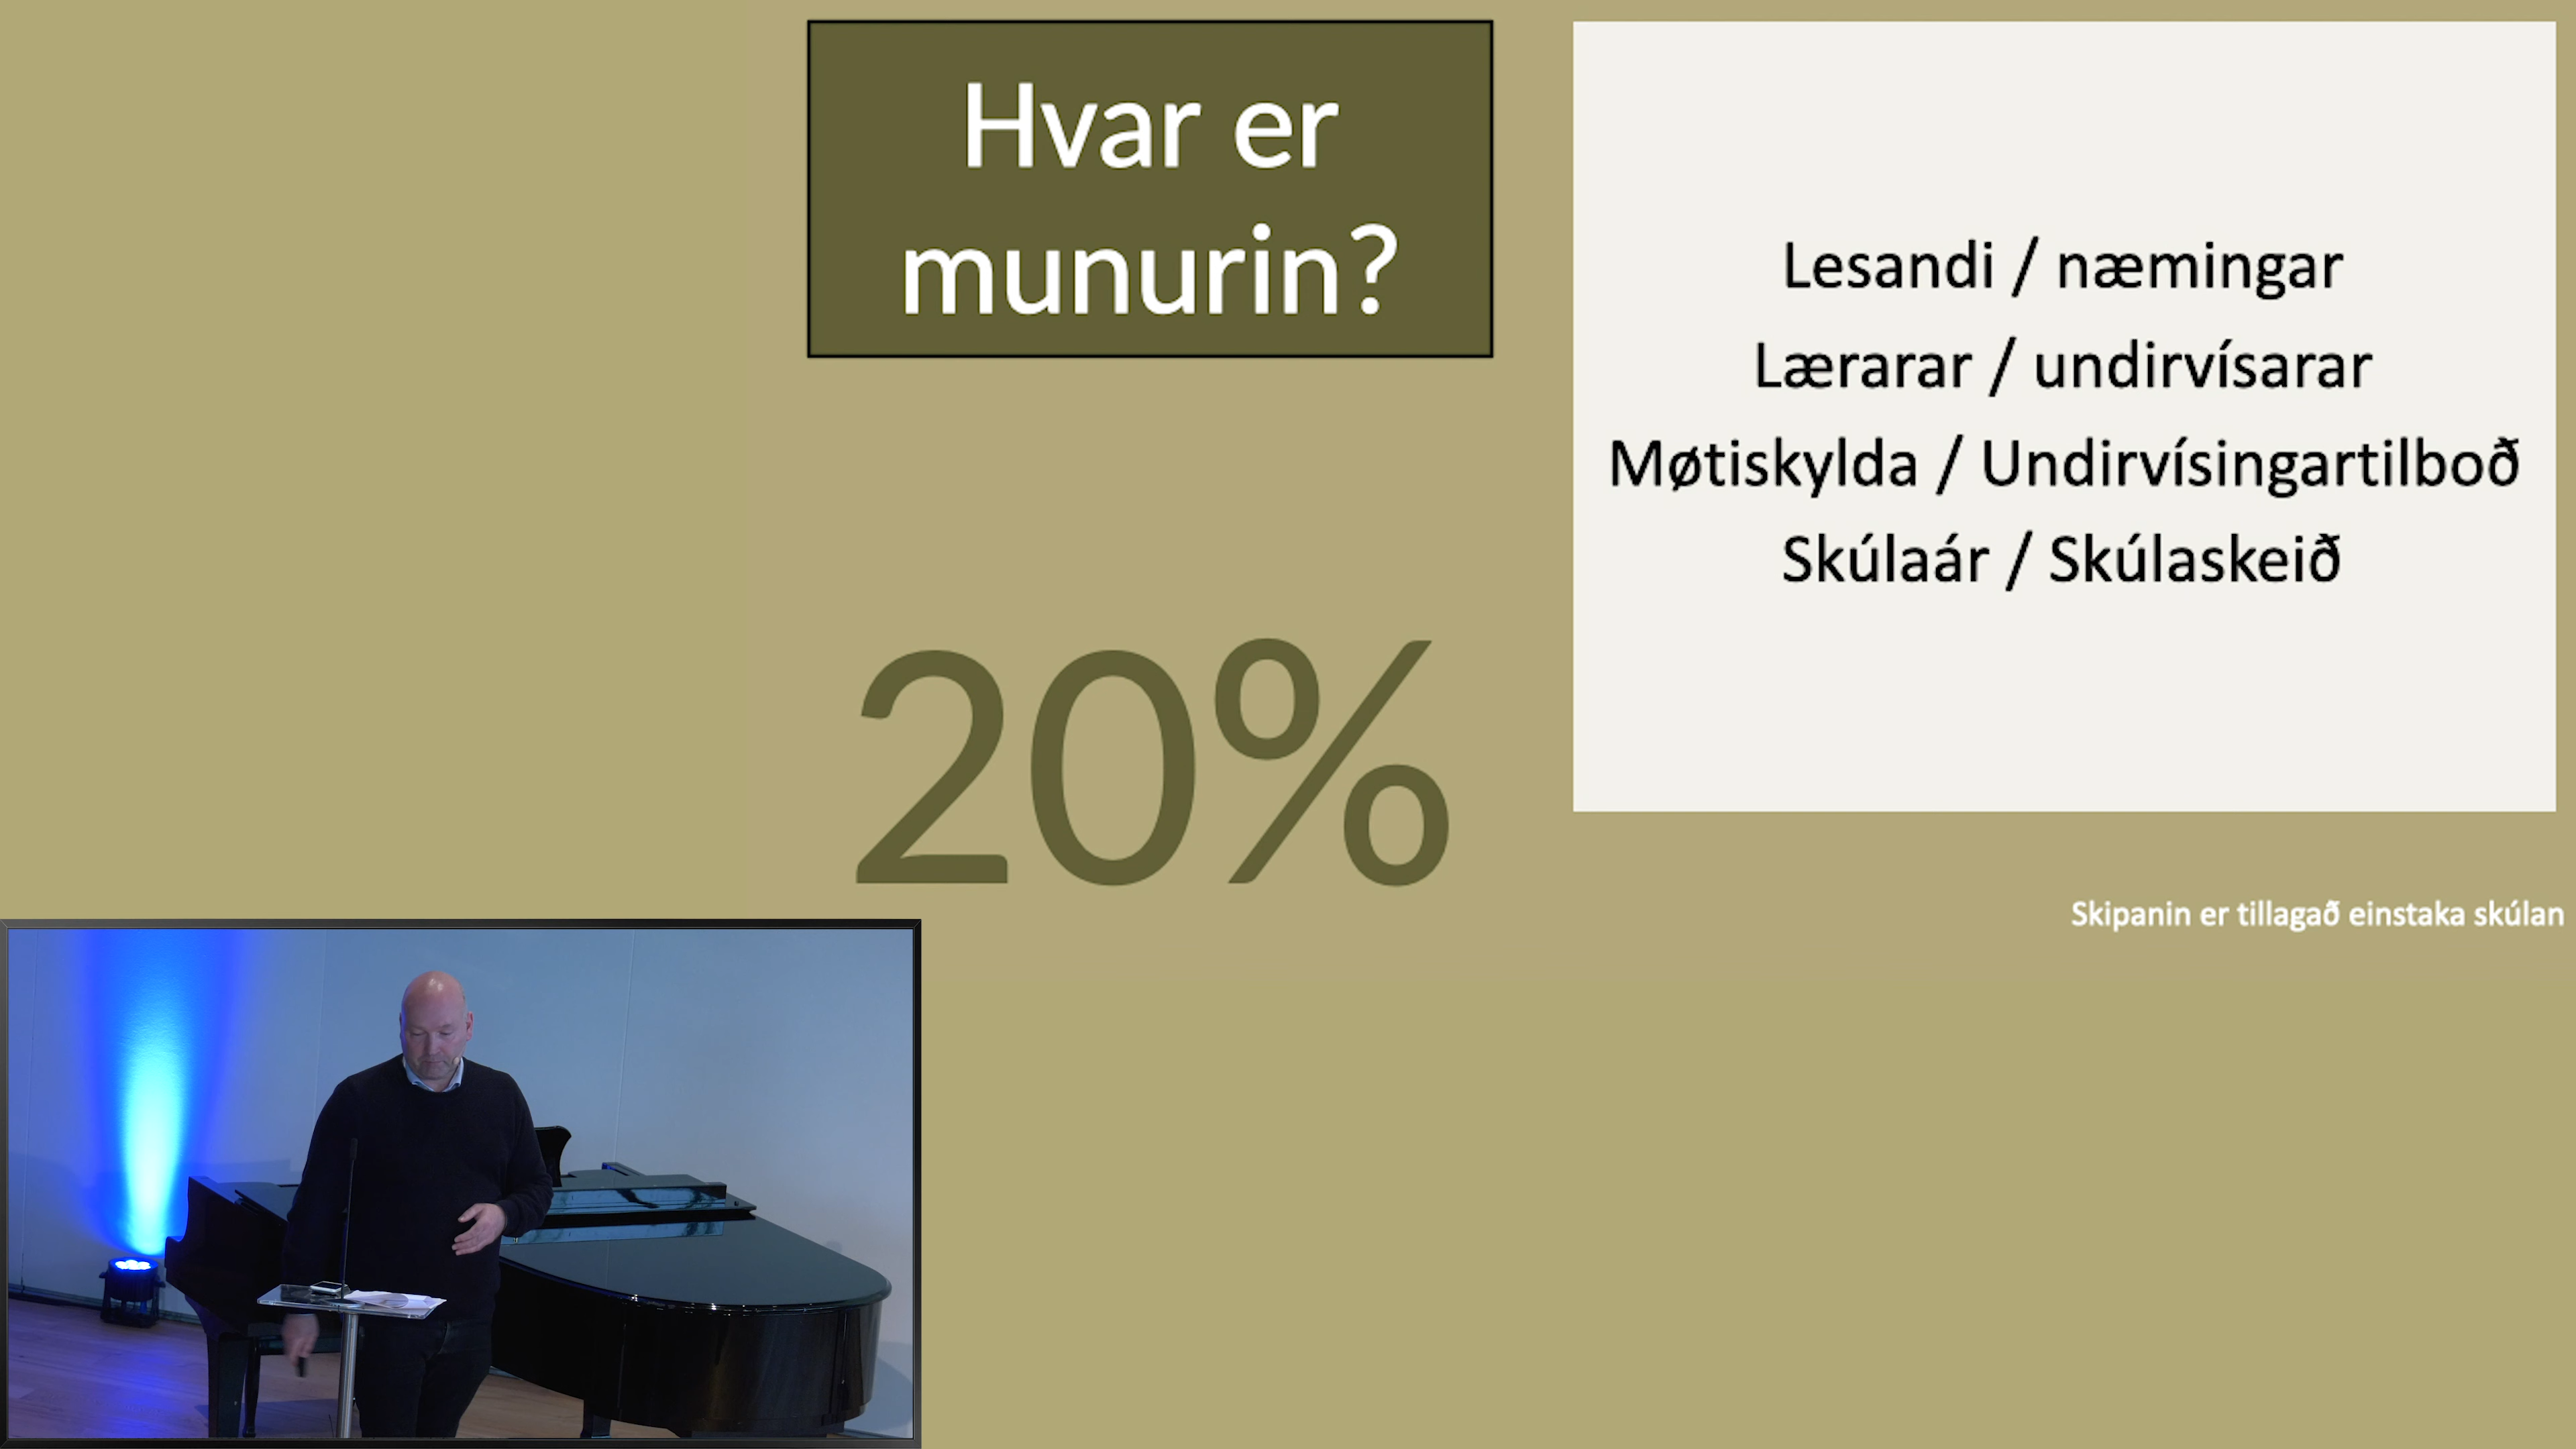 Hvar er
munurin?
20%
Lesandi / næmingar
Lærarar / undirvísarar
Møtiskylda / Undirvísingartilboð
Skúlaár / Skúlaskeið
Skipanin er tillagað einstaka skúlan